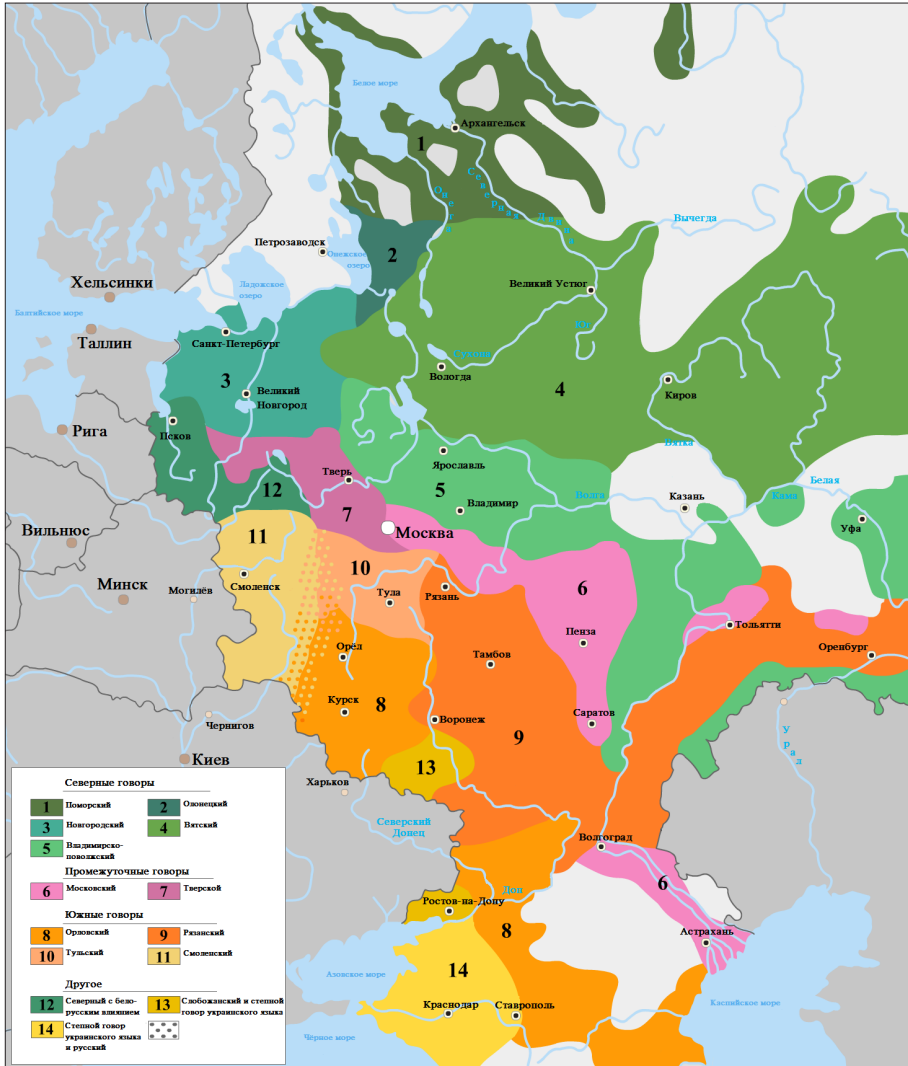 Белое море
Архангельск
1
Онега
Северная Двина
Вычегда
Петрозаводск
Онежское
озеро
2
Хельсинки
Ладожское
озеро
Великий Устюг
Балтийское море
Таллин
Санкт-Петербург
Юг
Сухона
Вологда
3
Великий
Новгород
4
Киров
Рига
Псков
Вятка
Ярославль
Тверь
12
5
Владимир
Волга
Казань
Кама
Белая
Уфа
7
Москва
Вильнюс
11
10
6
Минск
Могилёв
Смоленск
Тула
Рязань
Тольятти
Пенза
Орёл
Тамбов
Оренбург
Курск
8
Воронеж
9
Саратов
Чернигов
Урал
Киев
13
Харьков
Северский
Донец
Волгоград
6
Дон
Ростов-на-Дону
8
Астрахань
Азовское море
14
Краснодар
Ставрополь
Каспийское море
Чёрное море
Северные говоры
1 Поморский
2 Олонецкий
3 Новгородский
4 Вятский
5 Владимирско-
поволжский
Промежуточные говоры
6 Московский
7 Тверской
Южные говоры
8 Орловский
9 Рязанский
10 Тульский
11 Смоленский
Другое
12 Северный с бело-
русским влиянием
13 Слобожанский и степной
говор украинского языка
14 Степной говор
украинского языка
и русский